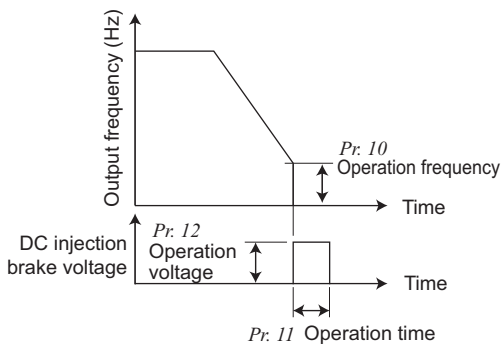 Output frequency (Hz)
Pr. 10
Operation frequency
Time
DC injection
brake voltage
Pr. 12
Operation
voltage
Time
Pr. 11 Operation time